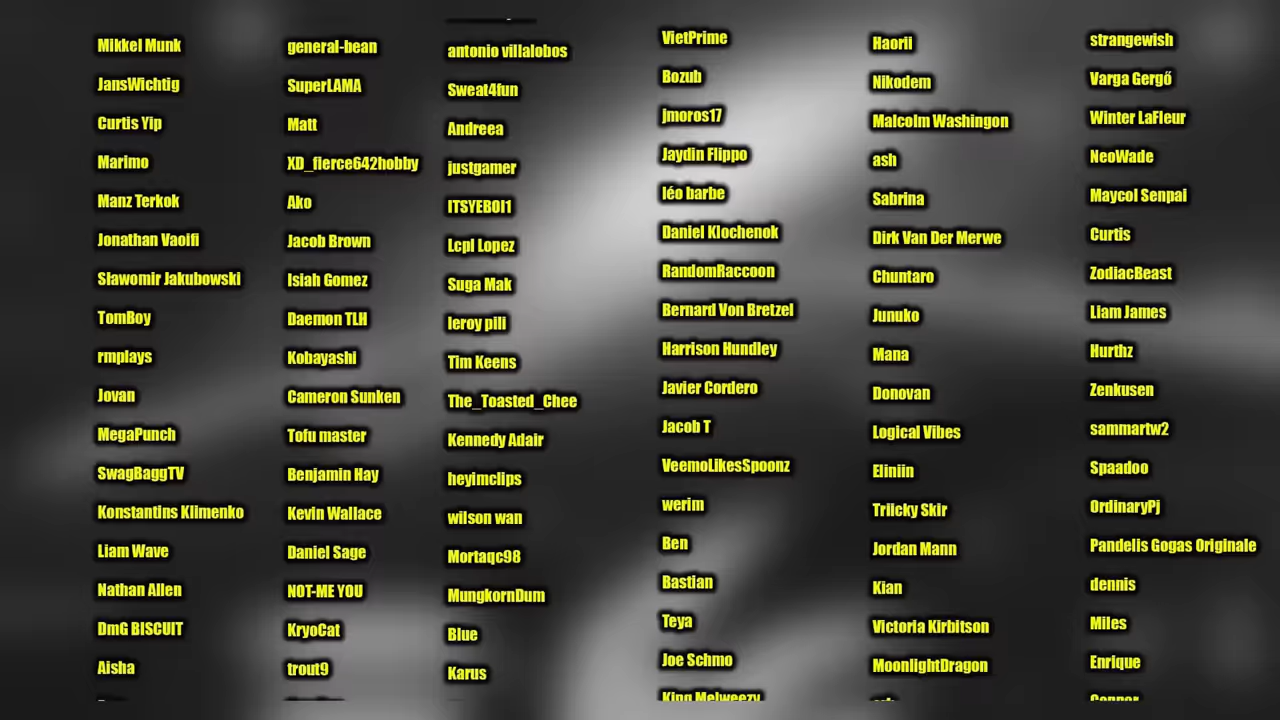 Mikkel Munk
JansWichtig
Curtis Yip
Marimo
Manz Terkok
Jonathan Vaoifi
Sławomir Jakubowski
TomBoy
rmplays
Jovan
MegaPunch
SwagBaggTV
Konstantins Klimenko
Liam Wave
Nathan Allen
DmG BISCUIT
Aisha
general-bean
SuperLAMA
Matt
XD_fierce642hobby
Ako
Jacob Brown
Isiah Gomez
Daemon TLH
Kobayashi
Cameron Sunken
Tofu master
Benjamin Hay
Kevin Wallace
Daniel Sage
NOT-ME YOU
KryoCat
trout9
antonio villalobos
Sweat4fun
Andreea
justgamer
ITSYEBOI1
Lcpl Lopez
Suga Mak
leroy pili
Tim Keens
The_Toasted_Chee
Kennedy Adair
heyimclips
wilson wan
Mortaqc98
MungkornDum
Blue
Karus
VietPrime
Bozub
jmoros17
Jaydin Flippo
léo barbe
Daniel Klochenok
RandomRaccoon
Bernard Von Bretzel
Harrison Hundley
Javier Cordero
Jacob T
VeemoLikesSpoonz
werim
Ben
Bastian
Teya
Joe Schmo
King Melweezy
Haorii
Nikodem
Malcolm Washingon
ash
Sabrina
Dirk Van Der Merwe
Chuntaro
Junuko
Mana
Donovan
Logical Vibes
Eliniin
Triicky Skir
Jordan Mann
Kian
Victoria Kirbitson
MoonlightDragon
strangewish
Varga Gergő
Winter LaFleur
NeoWade
Maycol Senpai
Curtis
ZodiacBeast
Liam James
Hurthz
Zenkusen
sammartw2
Spaadoo
OrdinaryPj
Pandelis Gogas Originale
dennis
Miles
Enrique